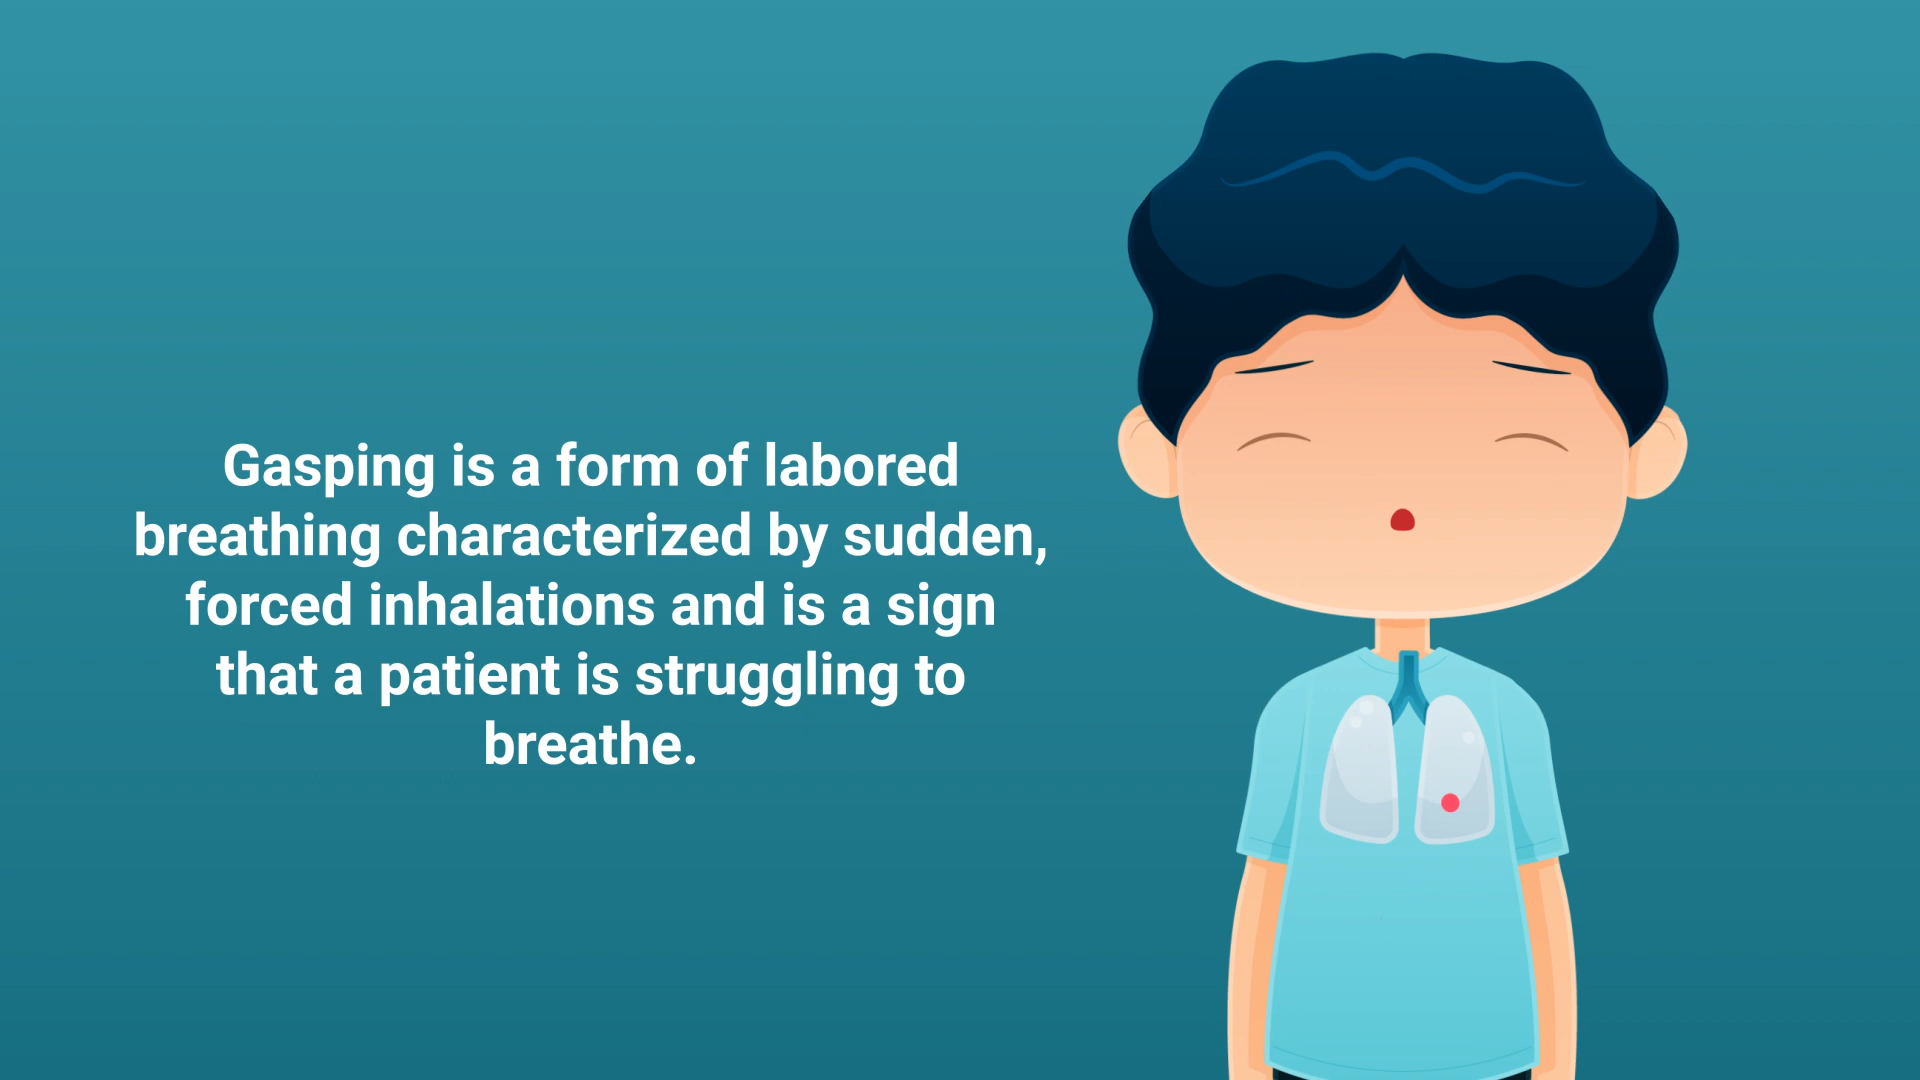 Gasping is a form of labored
breathing characterized by sudden,
forced inhalations and is a sign
that a patient is struggling to
breathe.